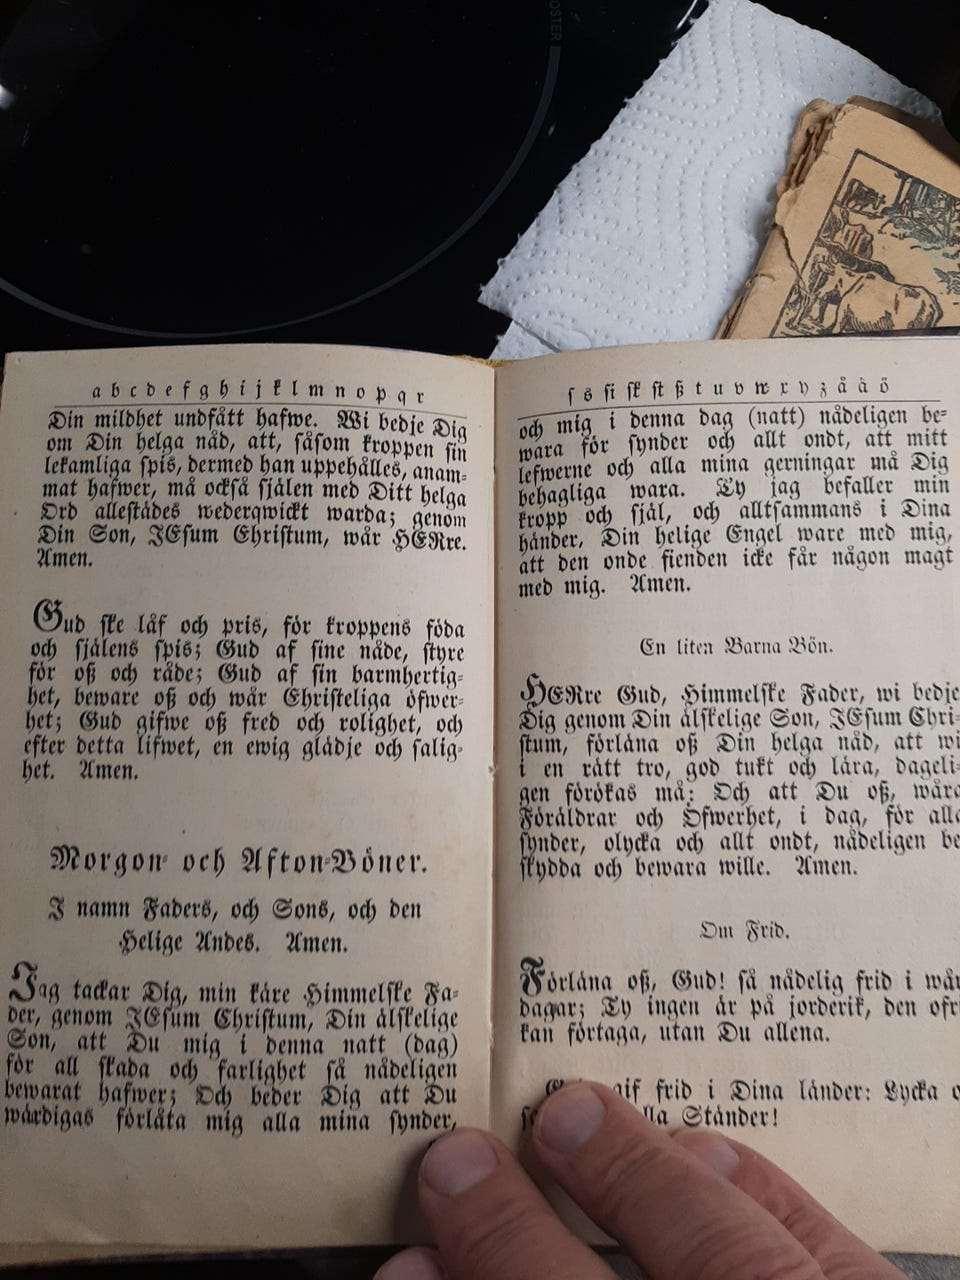 OSTER
a b c d e f g h i j k l m n o p q r
Din mildhet undfått hafwe. Wi bedje Dig
om Din helga nåd, att, såsom kroppen sin
lekamliga spis, dermed han uppehålles, anam-
mat hafwer, må också själen med Ditt helga
Ord allestädes wederqwickt warda; genom
Din Son, JEsum Christum, wår HERre.
Amen.
Gud ske låf och pris, för kroppens föda
och själens spis; Gud af sine nåde, styre
för oß och råde; Gud af sin barmhertig-
het, beware oß och wår Christeliga öfwer-
het; Gud gifwe oß fred och rolighet, och
efter detta lifwet, en ewig glädje och salig-
het. Amen.
Morgon- och Afton-Böner.
I namn Faders, och Sons, och den
Helige Andes. Amen.
Jag tackar Dig, min käre Himmelske Fa-
der, genom JEsum Christum, Din älskelige
Son, att Du mig i denna natt (dag)
för all skada och farlighet så nådeligen
bewarat hafwer; Och beder Dig att Du
wärdigas förlåta mig alla mina synder,
ſ s si sk st ß t u v w x y z å ä ö
och mig i denna dag (natt) nådeligen be-
wara för synder och allt ondt, att mitt
lefwerne och alla mina gerningar må Dig
behagliga wara. Ty jag befaller min
kropp och själ, och alltsammans i Dina
händer, Din helige Engel ware med mig,
att den onde fienden icke får någon magt
med mig. Amen.
En liten Barna Bön.
HERre Gud, Himmelske Fader, wi bedje
Dig genom Din älskelige Son, JEsum Chri-
stum, förläna oß Din helga nåd, att wi
i en rätt tro, god tukt och lära, dageli-
gen förökas må: Och att Du oß, wåra
Föräldrar och Öfwerhet, i dag, för alla
synder, olycka och allt ondt, nådeligen be
skydda och bewara wille. Amen.
Om Frid.
Förläna oß, Gud! så nådelig frid i wår
dagar; Ty ingen är på jorderik, den ofri
kan förtaga, utan Du allena.
gif frid i Dina länder: Lycka o
la Ständer!